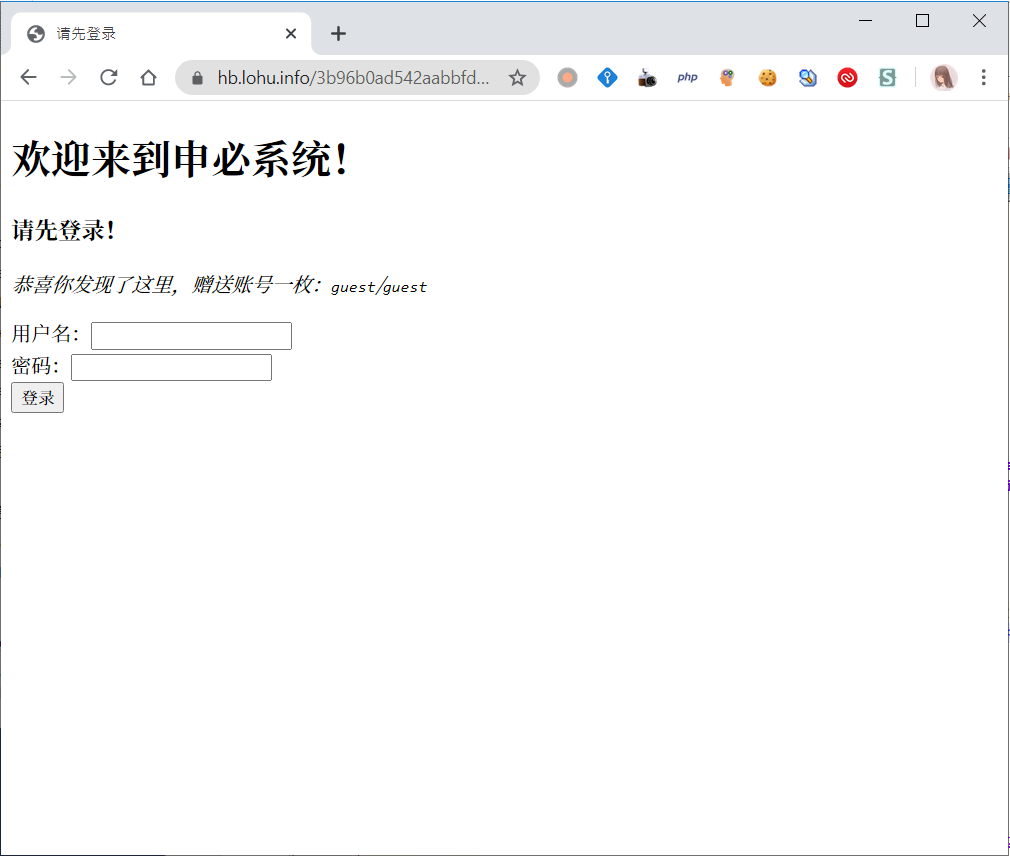 请先登录
hb.lohu.info/3b96b0ad542aabbfd...
php
欢迎来到申必系统！
请先登录！
恭喜你发现了这里，赠送账号一枚：guest/guest
用户名：
密码：
登录